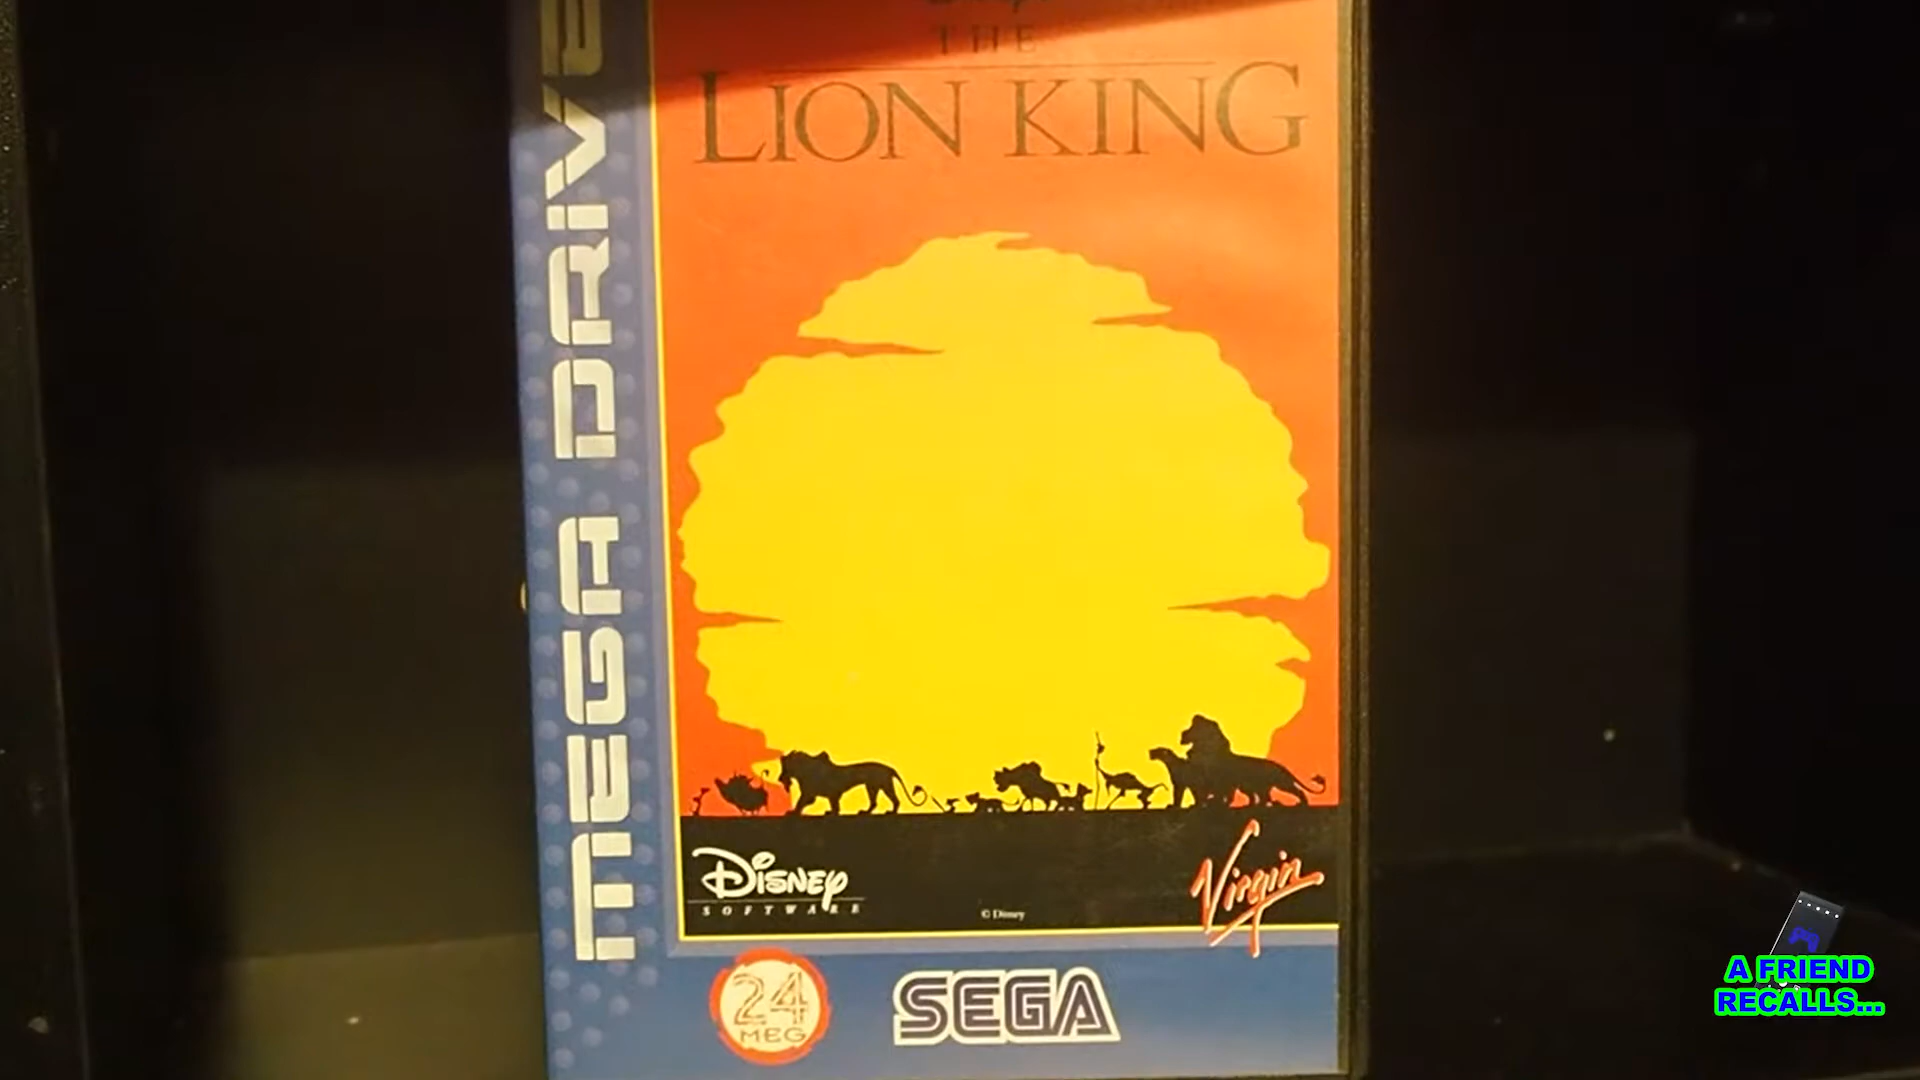 MEGA DRIVE
THE
LION KING
Disney
SOFTWARE
© Disney
Virgin
24
MEG
SEGA
A FRIEND
RECALLS...